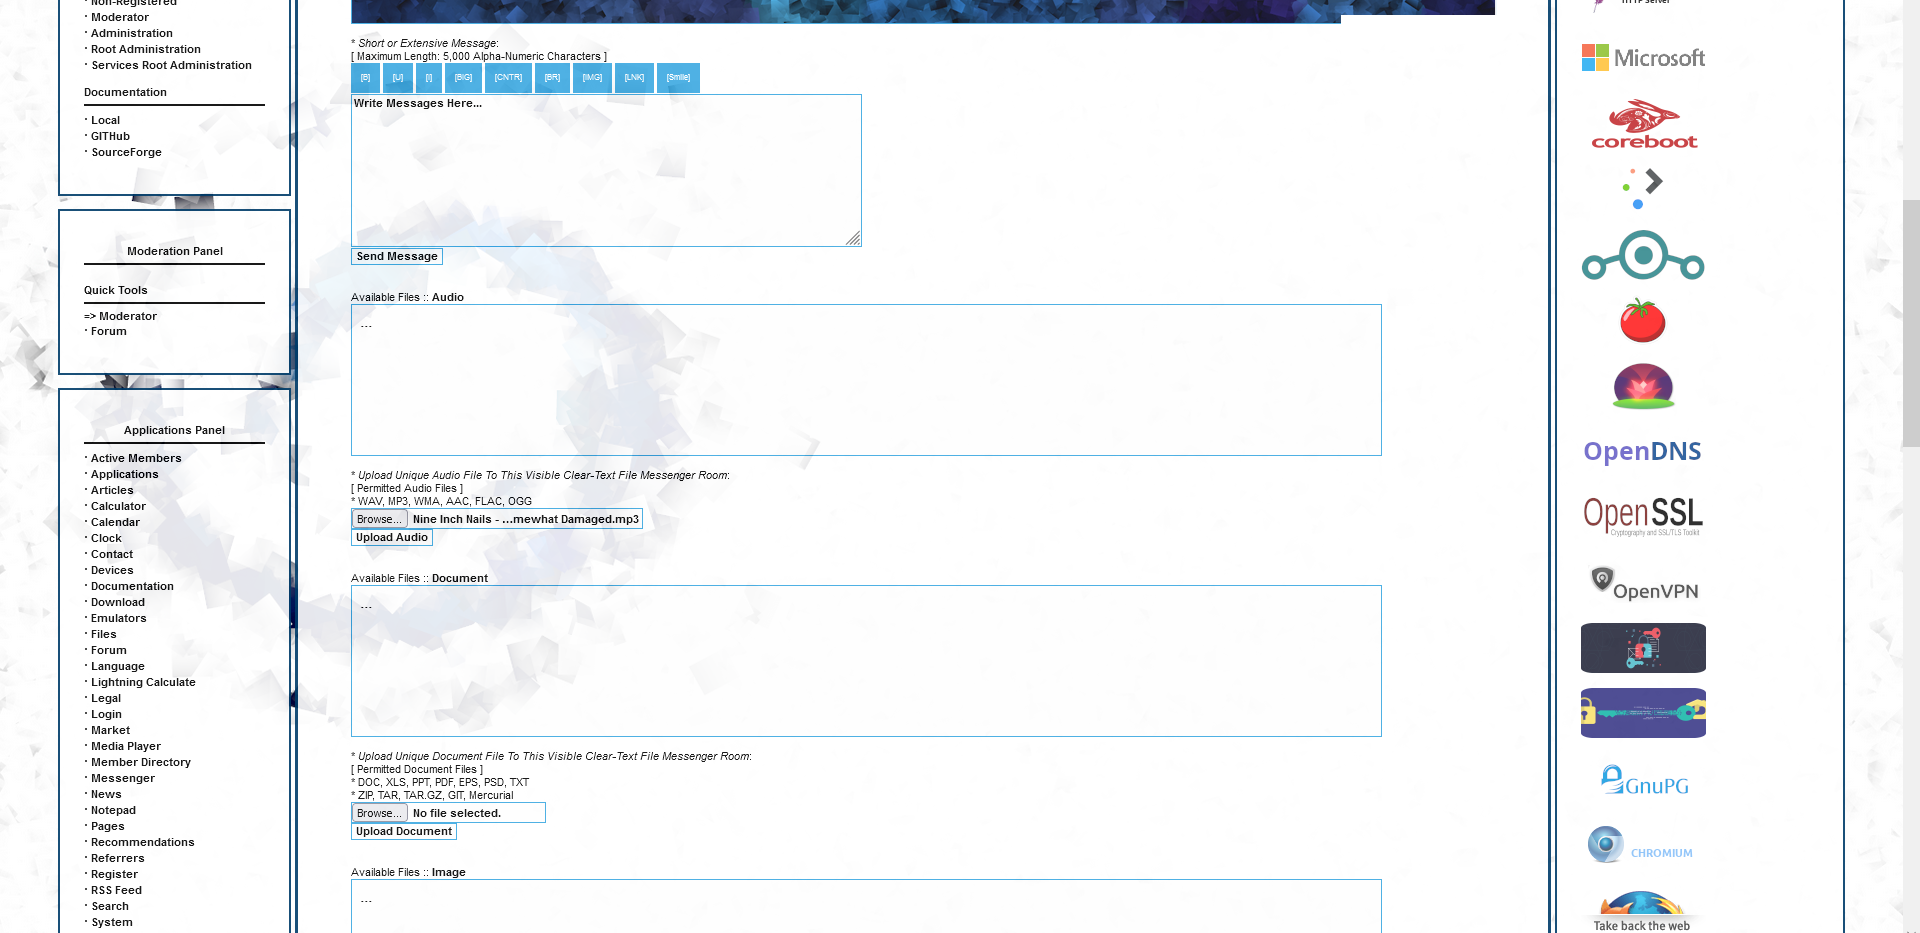 · Non-Registered
· Moderator
· Administration
· Root Administration
· Services Root Administration
Documentation
· Local
· GITHub
· SourceForge
Moderation Panel
Quick Tools
=> Moderator
· Forum
Applications Panel
· Active Members
· Applications
· Articles
· Calculator
· Calendar
· Clock
· Contact
· Devices
· Documentation
· Download
· Emulators
· Files
· Forum
· Language
· Lightning Calculate
· Legal
· Login
· Market
· Media Player
· Member Directory
· Messenger
· News
· Notepad
· Pages
· Recommendations
· Referrers
· Register
· RSS Feed
· Search
· System
* Short or Extensive Message:
[ Maximum Length: 5,000 Alpha-Numeric Characters ]
[B] [U] [I] [BIG] [CNTR] [BR] [IMG] [LNK] [Smile]
Write Messages Here...
Send Message
Available Files :: Audio
...
* Upload Unique Audio File To This Visible Clear-Text File Messenger Room:
[ Permitted Audio Files ]
* WAV, MP3, WMA, AAC, FLAC, OGG
Browse... Nine Inch Nails - ...mewhat Damaged.mp3
Upload Audio
Available Files :: Document
...
* Upload Unique Document File To This Visible Clear-Text File Messenger Room:
[ Permitted Document Files ]
* DOC, XLS, PPT, PDF, EPS, PSD, TXT
* ZIP, TAR, TAR.GZ, GIT, Mercurial
Browse... No file selected.
Upload Document
Available Files :: Image
...
HTTP Server
Microsoft
coreboot
OpenDNS
OpenSSL
Cryptography and SSL/TLS Toolkit
OpenVPN
GnuPG
CHROMIUM
Take back the web